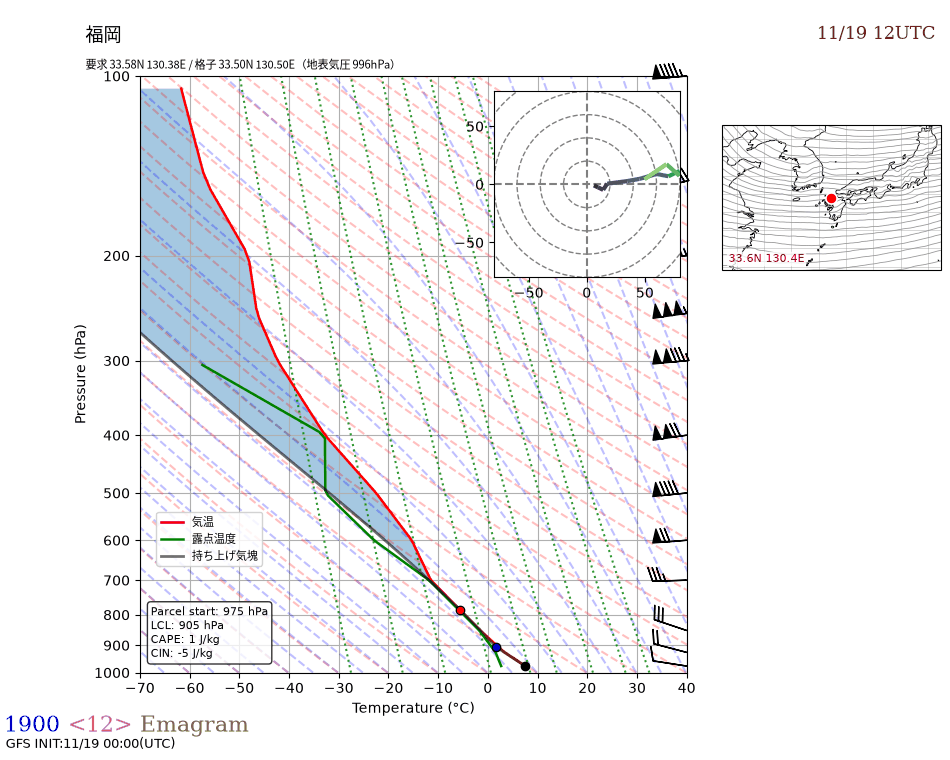 福岡
11/19 12UTC
要求 33.58N 130.38E / 格子 33.50N 130.50E（地表気圧 996hPa）
100
200
300
400
500
600
700
800
900
1000
Pressure (hPa)
50
0
−50
−50 0 50
33.6N 130.4E
気温
露点温度
持ち上げ気塊
Parcel start: 975 hPa
LCL: 905 hPa
CAPE: 1 J/kg
CIN: -5 J/kg
−70 −60 −50 −40 −30 −20 −10 0 10 20 30 40
Temperature (°C)
1900 <12> Emagram
GFS INIT:11/19 00:00(UTC)